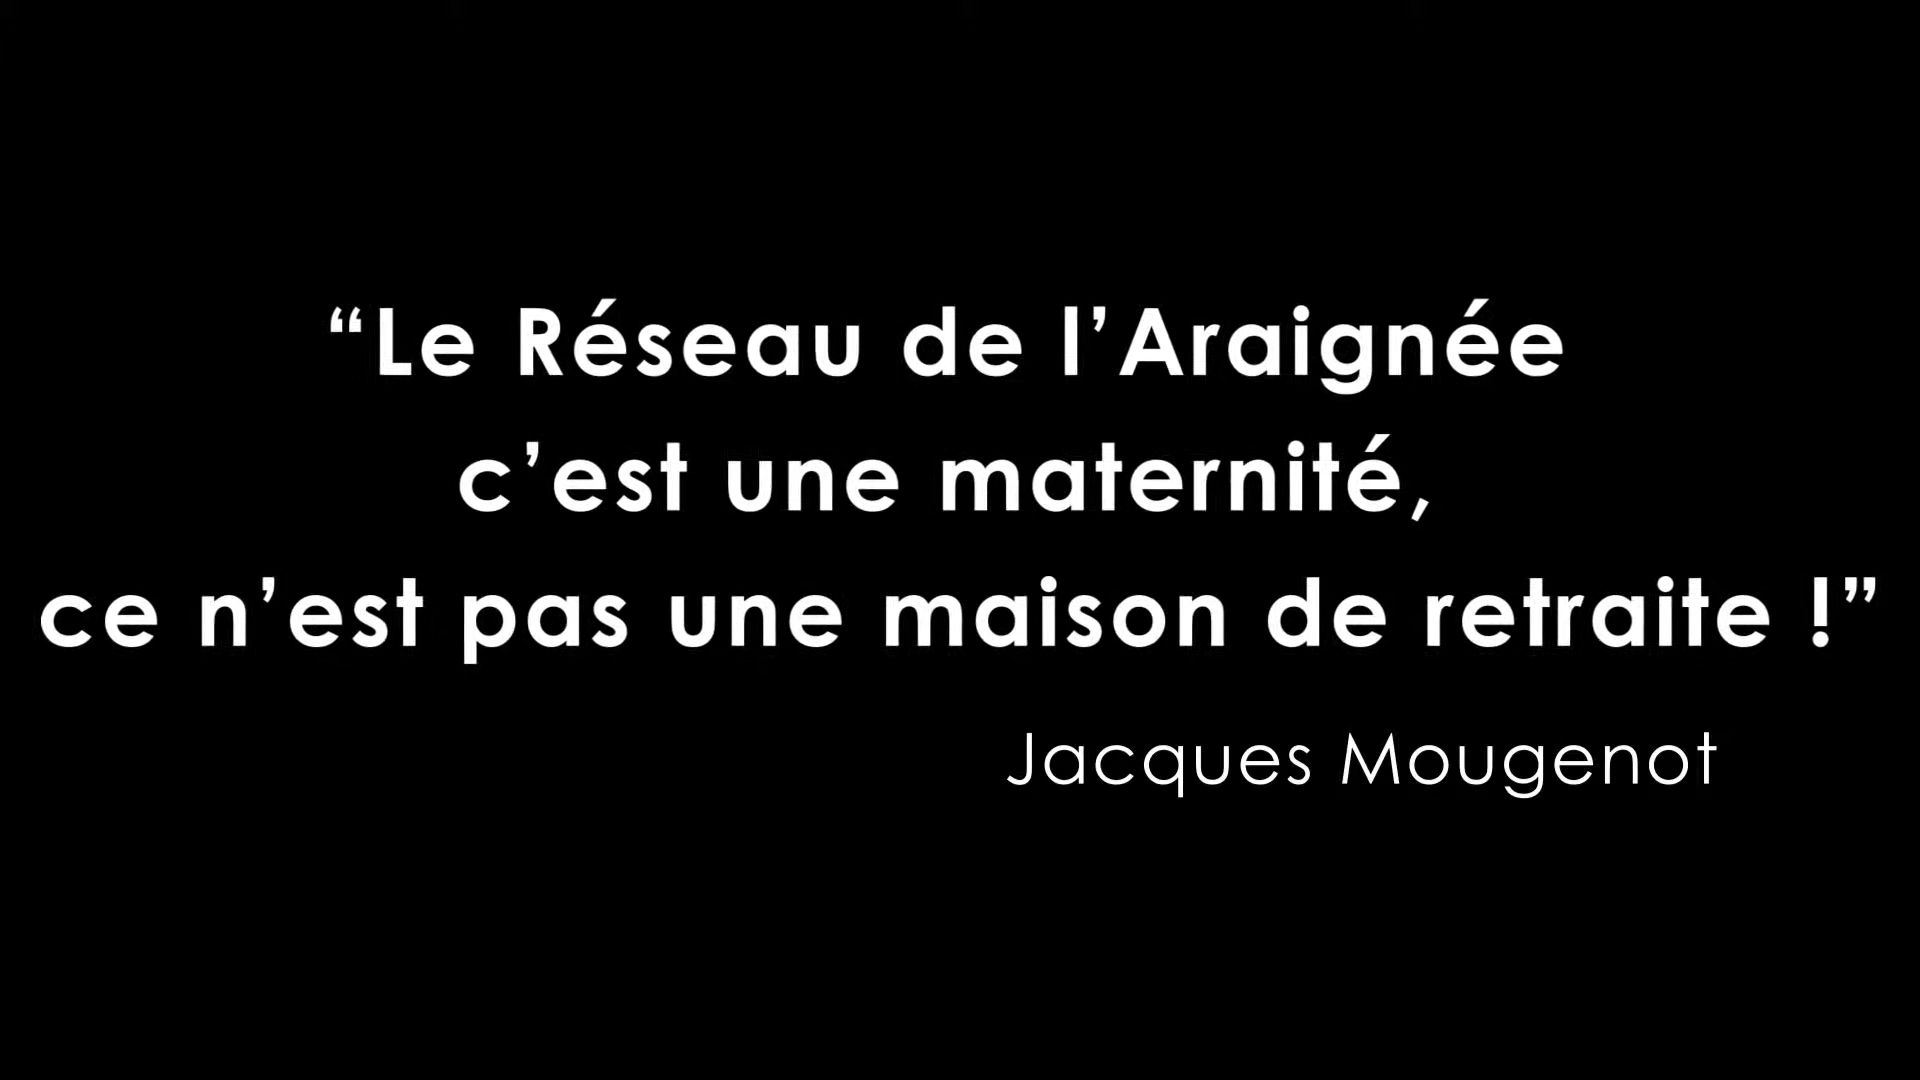 “Le Réseau de l’Araignée
c’est une maternité,
ce n’est pas une maison de retraite !”
Jacques Mougenot